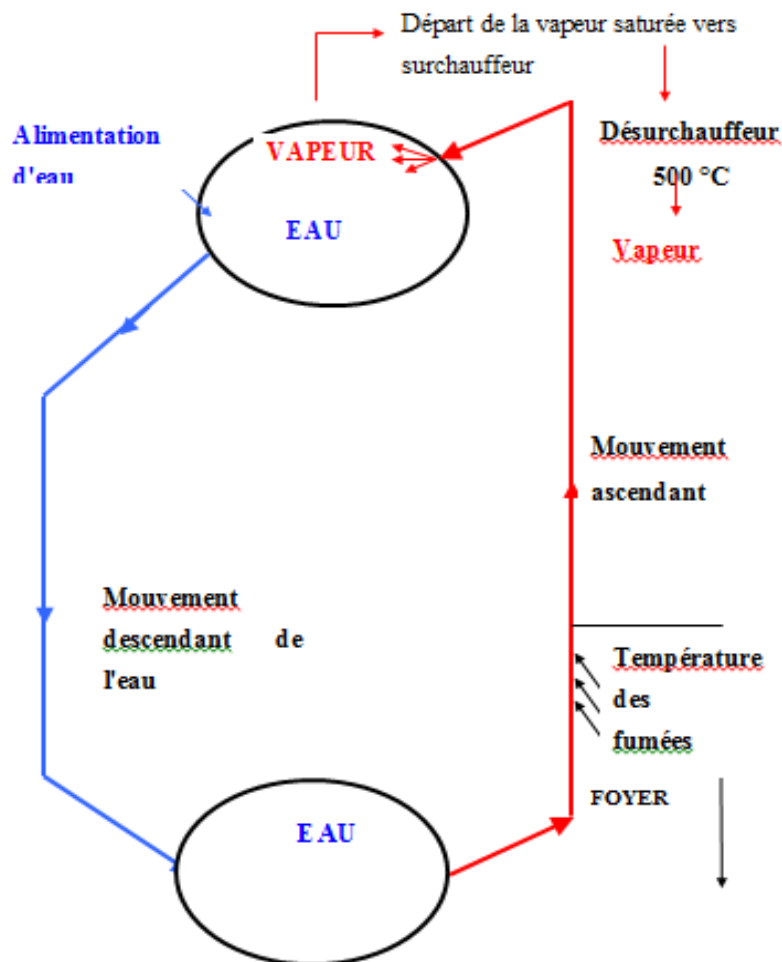 Départ de la vapeur saturée vers
surchauffeur
Alimentation
d'eau
VAPEUR
EAU
Désurchauffeur
500 °C
Vapeur
Mouvement
ascendant
Mouvement
descendant de
l'eau
Température
des
fumées
FOYER
EAU